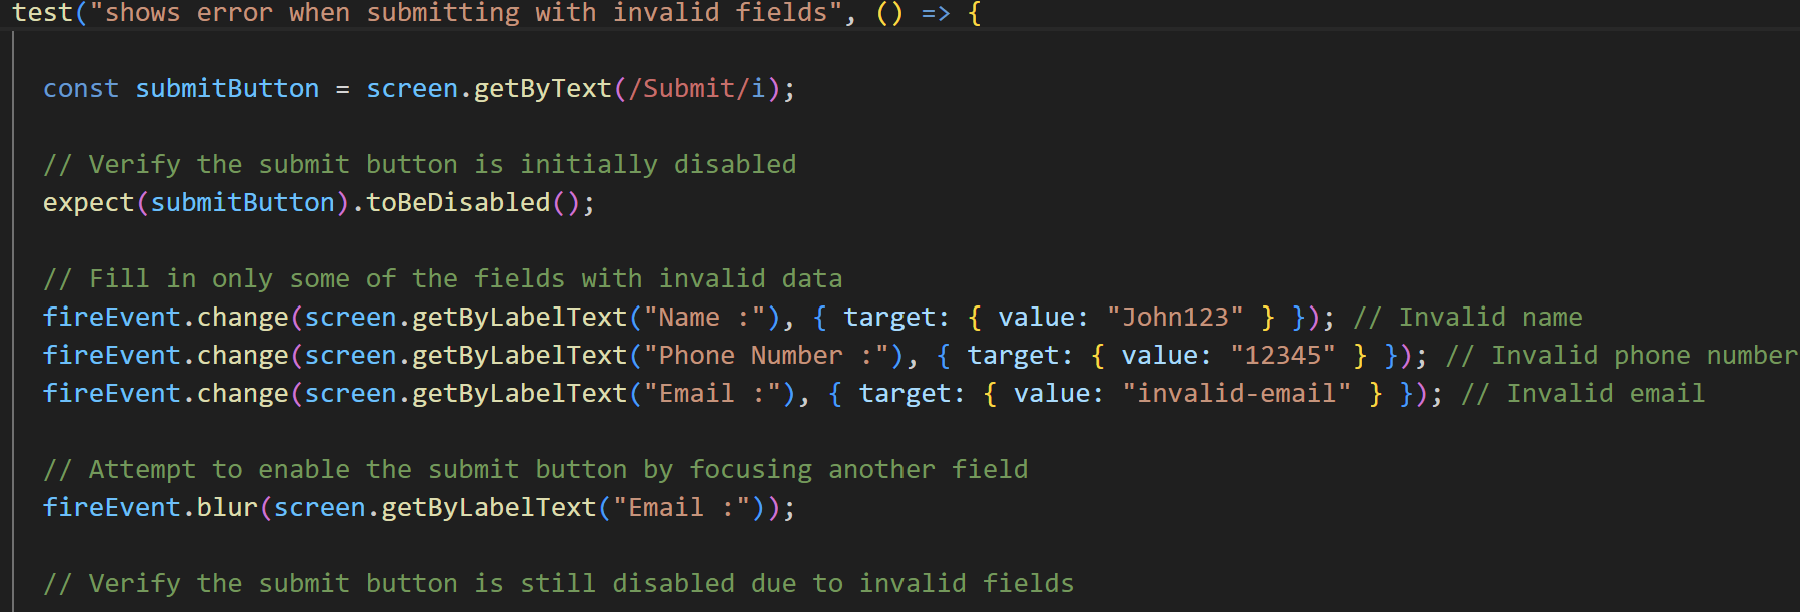 test("shows error when submitting with invalid fields", () => {
const submitButton = screen.getByText(/Submit/i);
// Verify the submit button is initially disabled
expect(submitButton).toBeDisabled();
// Fill in only some of the fields with invalid data
fireEvent.change(screen.getByLabelText("Name :"), { target: { value: "John123" } }); // Invalid name
fireEvent.change(screen.getByLabelText("Phone Number :"), { target: { value: "12345" } }); // Invalid phone number
fireEvent.change(screen.getByLabelText("Email :"), { target: { value: "invalid-email" } }); // Invalid email
// Attempt to enable the submit button by focusing another field
fireEvent.blur(screen.getByLabelText("Email :"));
// Verify the submit button is still disabled due to invalid fields